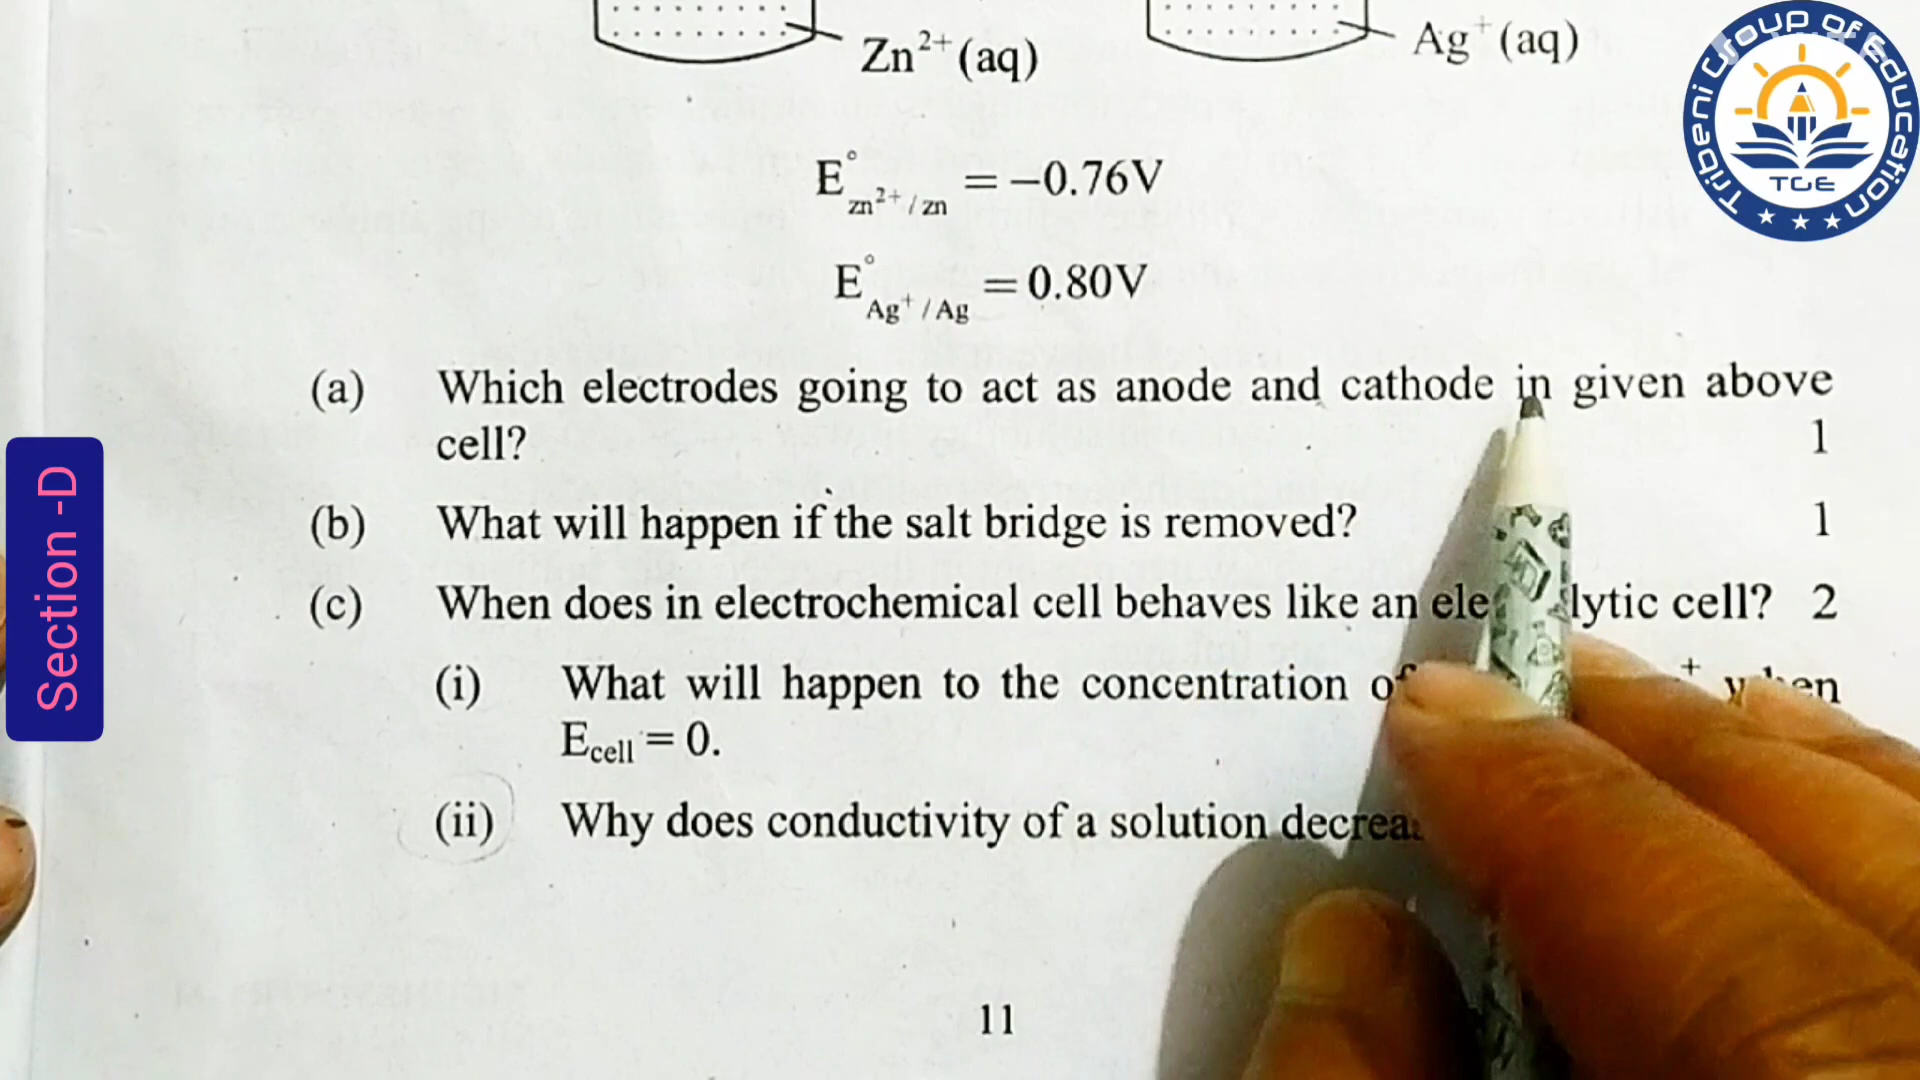 Zn²⁺(aq)
Ag⁺(aq)
Tribeni Group of Education
TGE
E°zn²⁺/zn = −0.76V
E°Ag⁺/Ag = 0.80V
(a) Which electrodes going to act as anode and cathode in given above
cell? 1
(b) What will happen if the salt bridge is removed? 1
(c) When does in electrochemical cell behaves like an ele lytic cell? 2
(i) What will happen to the concentration of + when
Ecell = 0.
(ii) Why does conductivity of a solution
11
Section -D